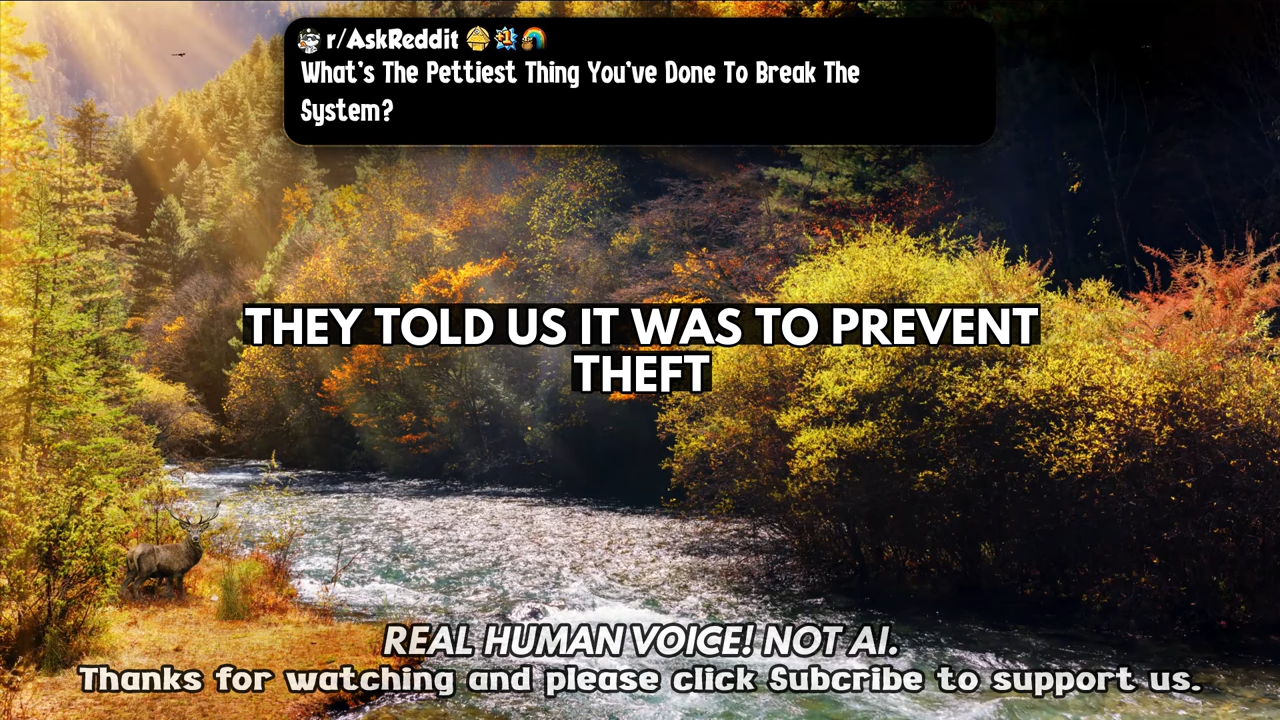 r/AskReddit
What's The Pettiest Thing You've Done To Break The
System?
THEY TOLD US IT WAS TO PREVENT
THEFT
REAL HUMAN VOICE! NOT AI.
Thanks for watching and please click Subcribe to support us.